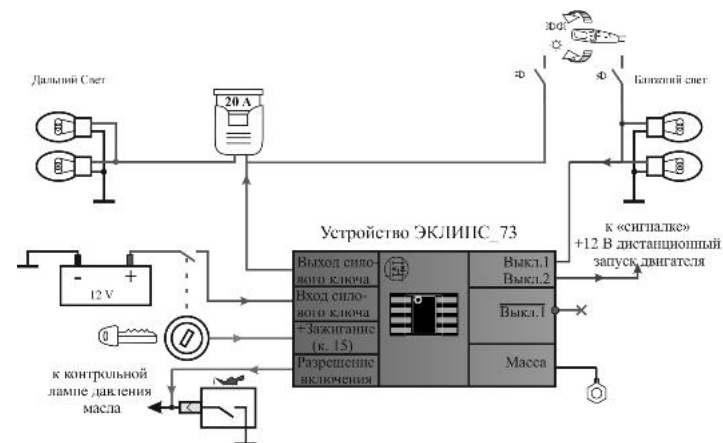 Дальний Свет
20 А
Ближний свет
Устройство ЭКЛИПС_73
к «сигналке»
+12 В дистанционный
запуск двигателя
Выход сило-
вого ключа
Вход сило-
вого ключа
+Зажигание
(к. 15)
Разрешение
включения
Выкл.1
Выкл.2
Выкл.1
Масса
- +
12 V
к контрольной
лампе давления
масла